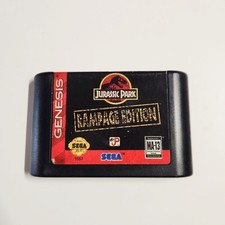 GENESIS
JURASSIC PARK
RAMPAGE EDITION
SEGA
MA-13
SEGA